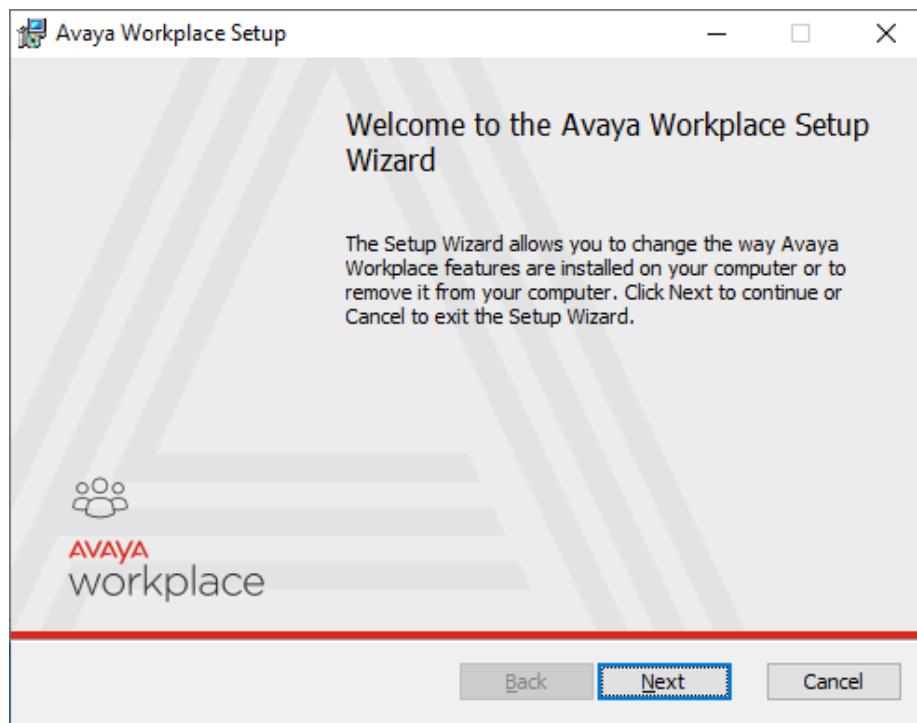 Avaya Workplace Setup
Welcome to the Avaya Workplace Setup
Wizard
The Setup Wizard allows you to change the way Avaya
Workplace features are installed on your computer or to
remove it from your computer. Click Next to continue or
Cancel to exit the Setup Wizard.
AVAYA
workplace
Back Next Cancel